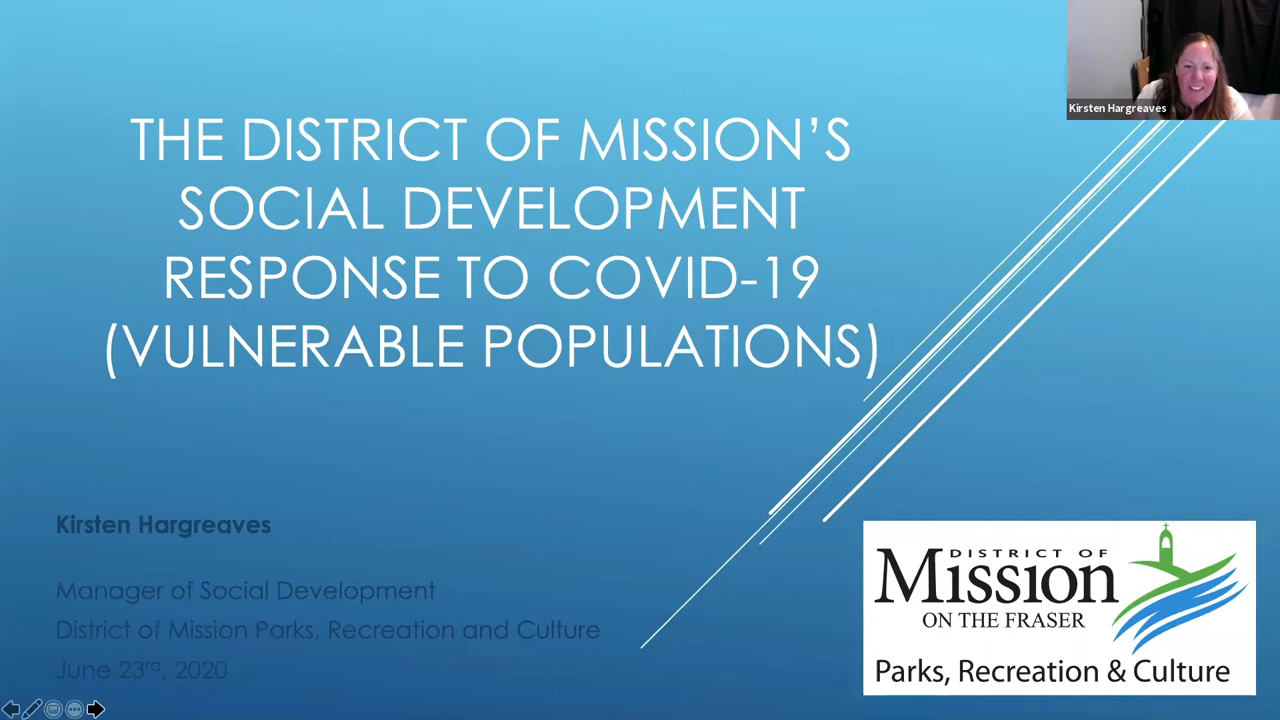 Kirsten Hargreaves
THE DISTRICT OF MISSION’S
SOCIAL DEVELOPMENT
RESPONSE TO COVID-19
(VULNERABLE POPULATIONS)
Kirsten Hargreaves
Manager of Social Development
District of Mission Parks, Recreation and Culture
June 23rd, 2020
DISTRICT OF
Mission
ON THE FRASER
Parks, Recreation & Culture